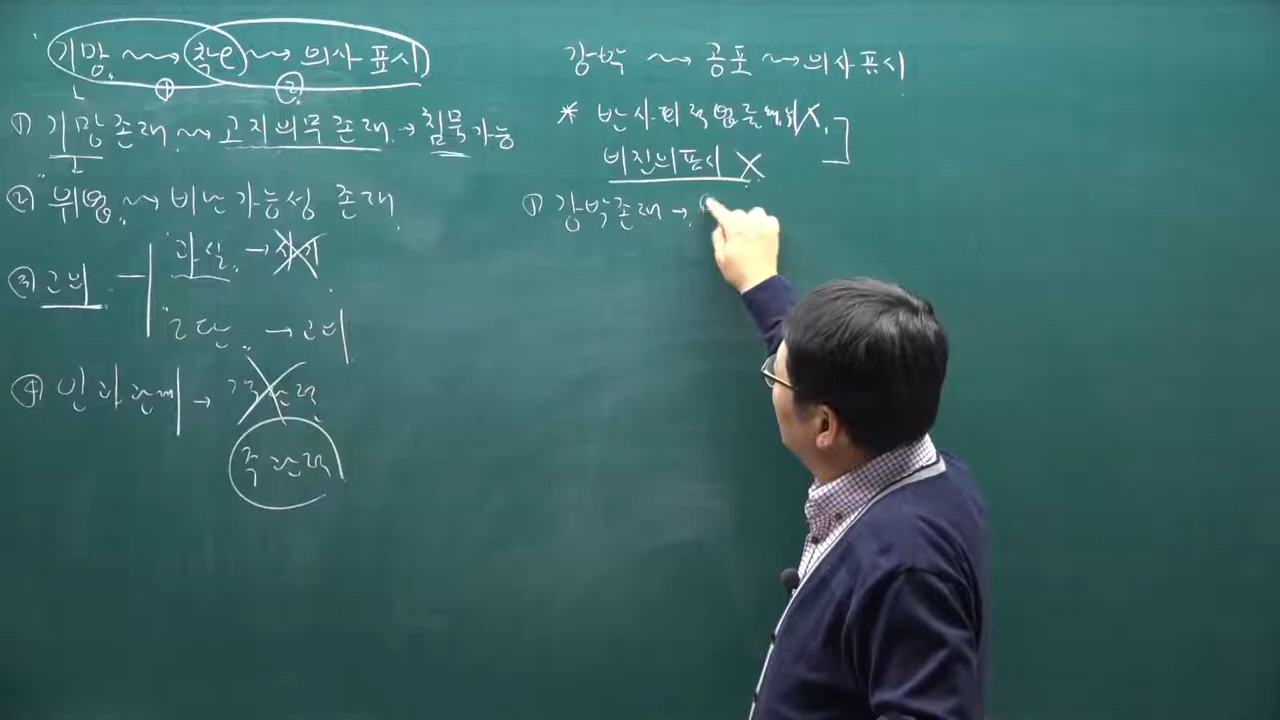 기망 ⤳ 착오 ⤳ 의사표시
① ②
① 기망존재 ⤳ 고지의무 존재 → 침묵가능
② 위법 ⤳ 비난가능성 존재
③ 고의
과실 →
2단 → 고의
④ 인과관계 →
주관적
강박 ⤳ 공포 ⤳ 의사표시
* 반사회적 법률행위 X
비진의표시 X
① 강박존재 →